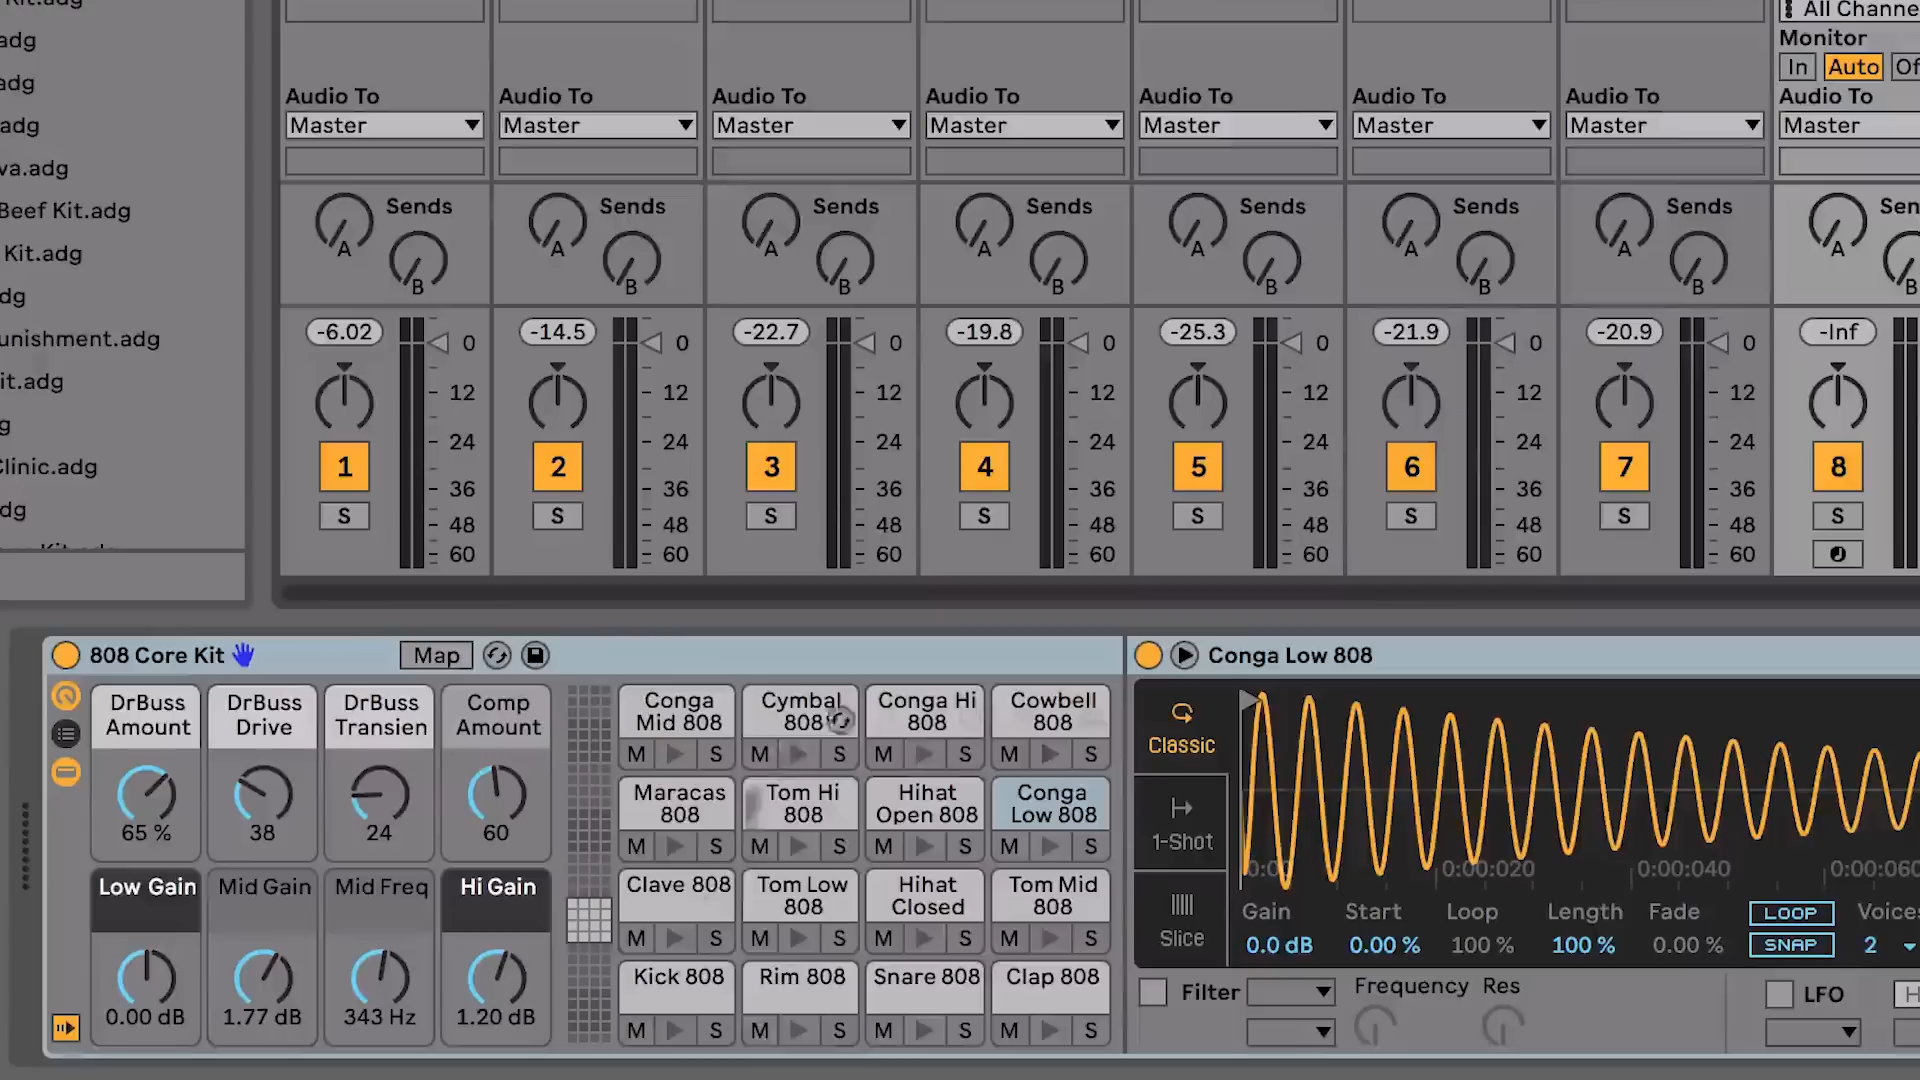 adg
adg
adg
va.adg
Beef Kit.adg
Kit.adg
dg
unishment.adg
it.adg
g
Clinic.adg
dg
All Channe
Monitor
In Auto Of
Audio To Audio To Audio To Audio To Audio To Audio To Audio To Audio To
Master Master Master Master Master Master Master Master
Sends Sends Sends Sends Sends Sends Sends Sen
A A A A A A A A
B B B B B B B B
-6.02 0 -14.5 0 -22.7 0 -19.8 0 -25.3 0 -21.9 0 -20.9 0 -Inf
12 12 12 12 12 12 12
24 24 24 24 24 24 24
1 2 3 4 5 6 7 8
36 36 36 36 36 36 36
S S S S S S S S
48 48 48 48 48 48 48
60 60 60 60 60 60 60
808 Core Kit Map
DrBuss Amount
65 %
DrBuss Drive
38
DrBuss Transien
24
Comp Amount
60
Low Gain
0.00 dB
Mid Gain
1.77 dB
Mid Freq
343 Hz
Hi Gain
1.20 dB
Conga Cymbal Conga Hi Cowbell
Mid 808 808 808 808
M S M S M S M S
Maracas Tom Hi Hihat Conga
808 808 Open 808 Low 808
M S M S M S M S
Clave 808 Tom Low Hihat Tom Mid
808 Closed 808
M S M S M S M S
Kick 808 Rim 808 Snare 808 Clap 808
M S M S M S M S
Conga Low 808
Classic
1-Shot
Slice
0:00 0:00:020 0:00:040 0:00:060
Gain Start Loop Length Fade LOOP Voices
0.0 dB 0.00 % 100 % 100 % 0.00 % SNAP 2
Filter Frequency Res LFO H